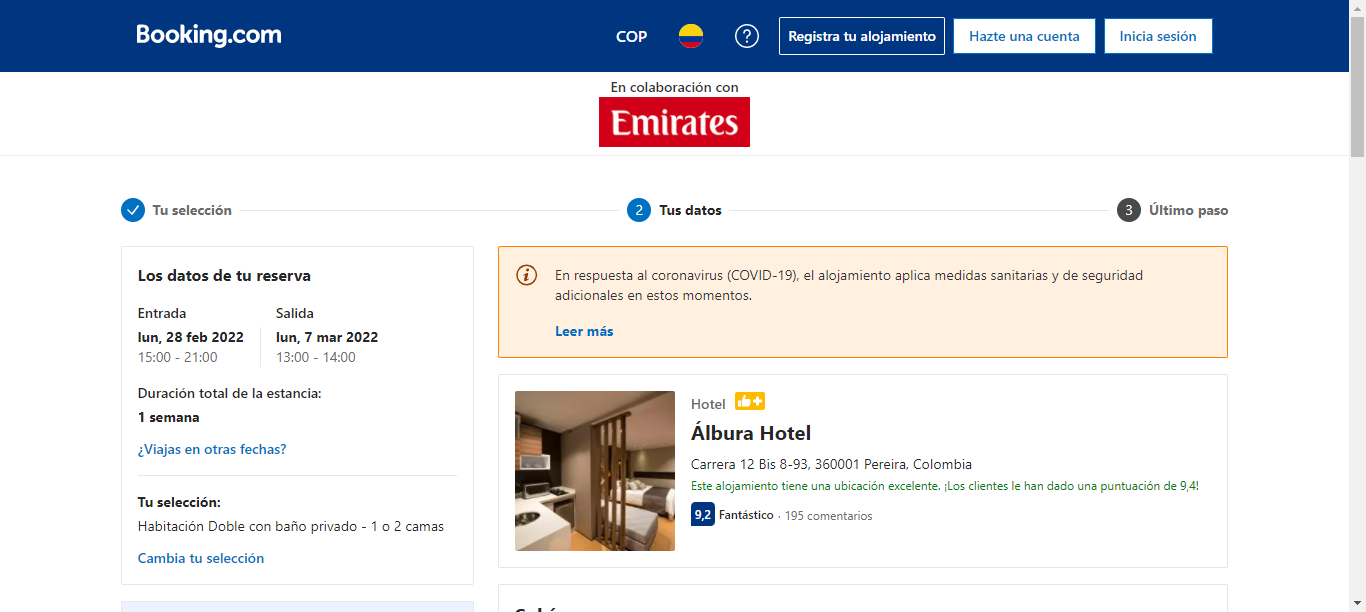 Booking.com
COP
Registra tu alojamiento
Hazte una cuenta
Inicia sesión
En colaboración con
Emirates
Tu selección
2 Tus datos
3 Último paso
Los datos de tu reserva
Entrada
Salida
lun, 28 feb 2022
lun, 7 mar 2022
15:00 - 21:00
13:00 - 14:00
Duración total de la estancia:
1 semana
¿Viajas en otras fechas?
Tu selección:
Habitación Doble con baño privado - 1 o 2 camas
Cambia tu selección
En respuesta al coronavirus (COVID-19), el alojamiento aplica medidas sanitarias y de seguridad
adicionales en estos momentos.
Leer más
Hotel
Álbura Hotel
Carrera 12 Bis 8-93, 360001 Pereira, Colombia
Este alojamiento tiene una ubicación excelente. ¡Los clientes le han dado una puntuación de 9,4!
9,2 Fantástico · 195 comentarios